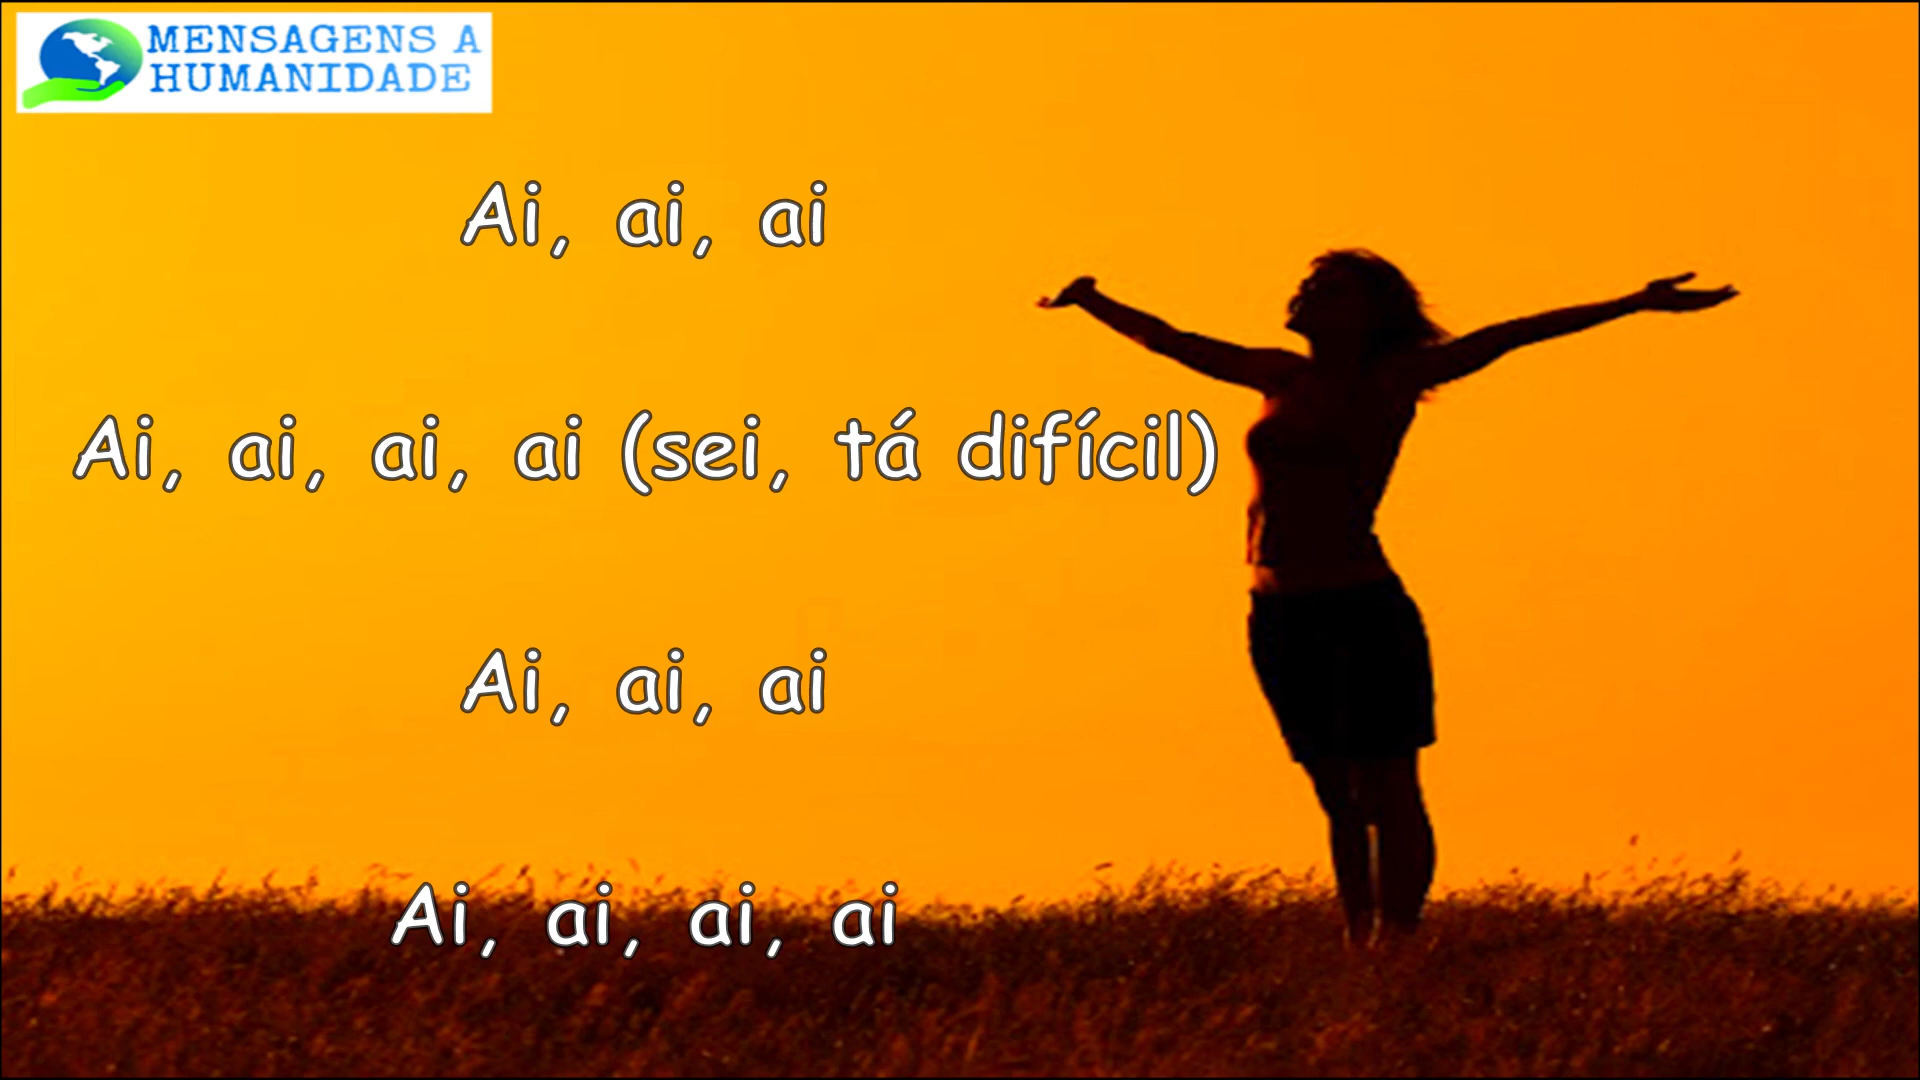 MENSAGENS A
HUMANIDADE
Ai, ai, ai
Ai, ai, ai, ai (sei, tá difícil)
Ai, ai, ai
Ai, ai, ai, ai